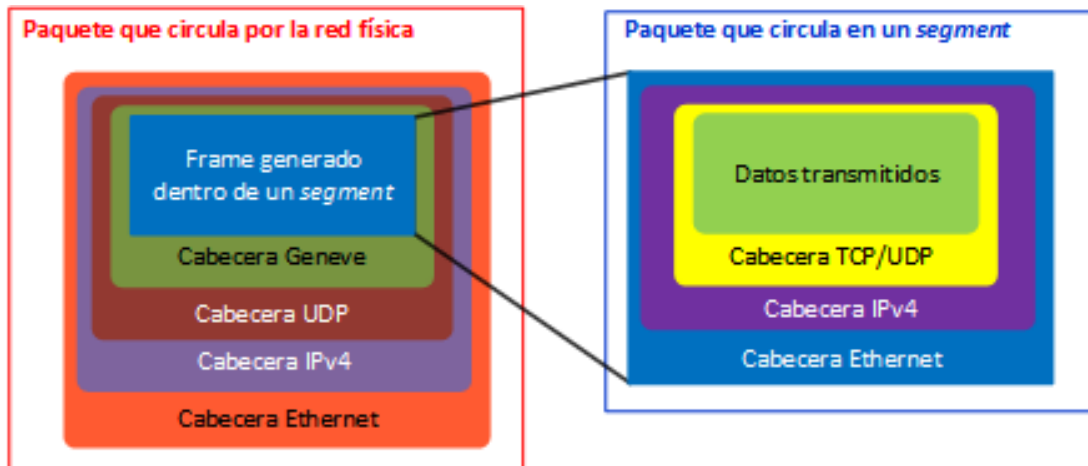 Paquete que circula por la red física
Frame generado
dentro de un segment
Cabecera Geneve
Cabecera UDP
Cabecera IPv4
Cabecera Ethernet
Paquete que circula en un segment
Datos transmitidos
Cabecera TCP/UDP
Cabecera IPv4
Cabecera Ethernet